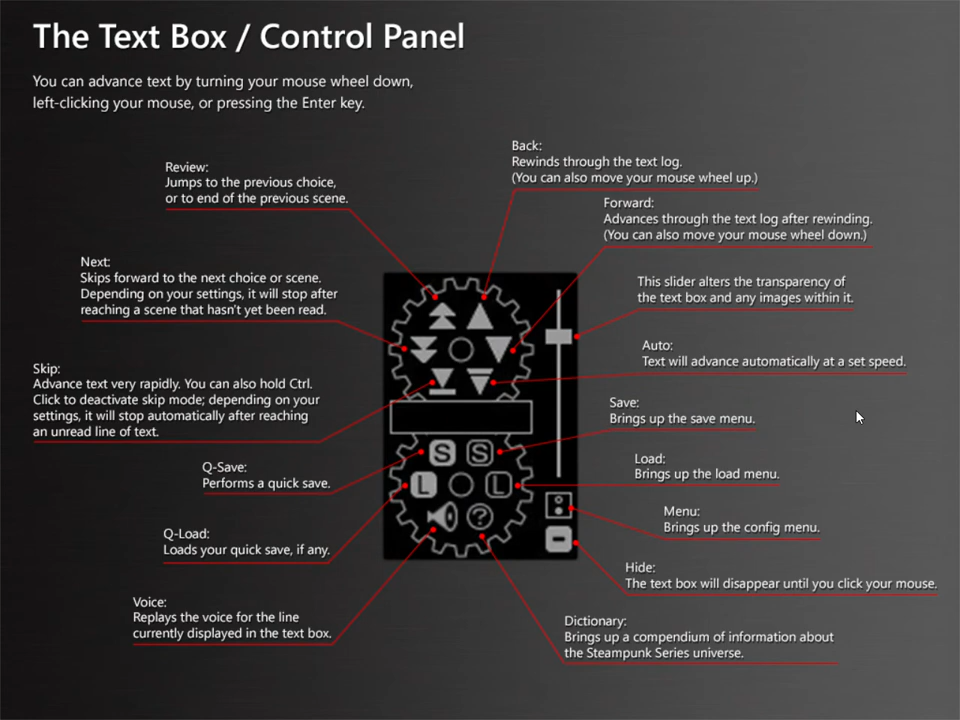 The Text Box / Control Panel
You can advance text by turning your mouse wheel down,
left-clicking your mouse, or pressing the Enter key.
Back:
Rewinds through the text log.
(You can also move your mouse wheel up.)
Review:
Jumps to the previous choice,
or to end of the previous scene.
Forward:
Advances through the text log after rewinding.
(You can also move your mouse wheel down.)
Next:
Skips forward to the next choice or scene.
Depending on your settings, it will stop after
reaching a scene that hasn't yet been read.
This slider alters the transparency of
the text box and any images within it.
Auto:
Text will advance automatically at a set speed.
Skip:
Advance text very rapidly. You can also hold Ctrl.
Click to deactivate skip mode; depending on your
settings, it will stop automatically after reaching
an unread line of text.
Save:
Brings up the save menu.
S S
Q-Save:
Performs a quick save.
Load:
Brings up the load menu.
L L
Menu:
Brings up the config menu.
?
Q-Load:
Loads your quick save, if any.
Hide:
The text box will disappear until you click your mouse.
Voice:
Replays the voice for the line
currently displayed in the text box.
Dictionary:
Brings up a compendium of information about
the Steampunk Series universe.